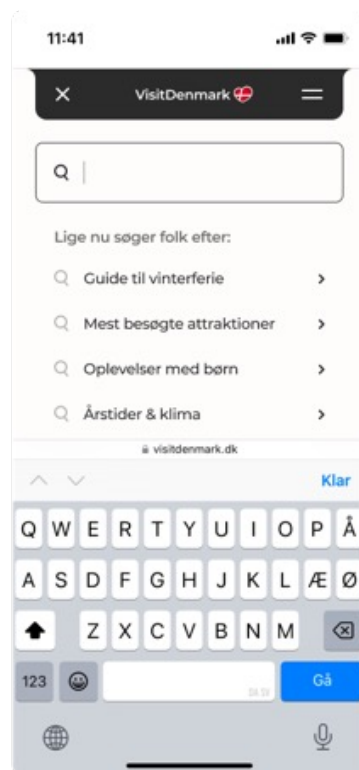 11:41
VisitDenmark
Lige nu søger folk efter:
Guide til vinterferie
Mest besøgte attraktioner
Oplevelser med børn
Årstider & klima
visitdenmark.dk
Klar
Q W E R T Y U I O P Å
A S D F G H J K L Æ Ø
Z X C V B N M
123
Gå